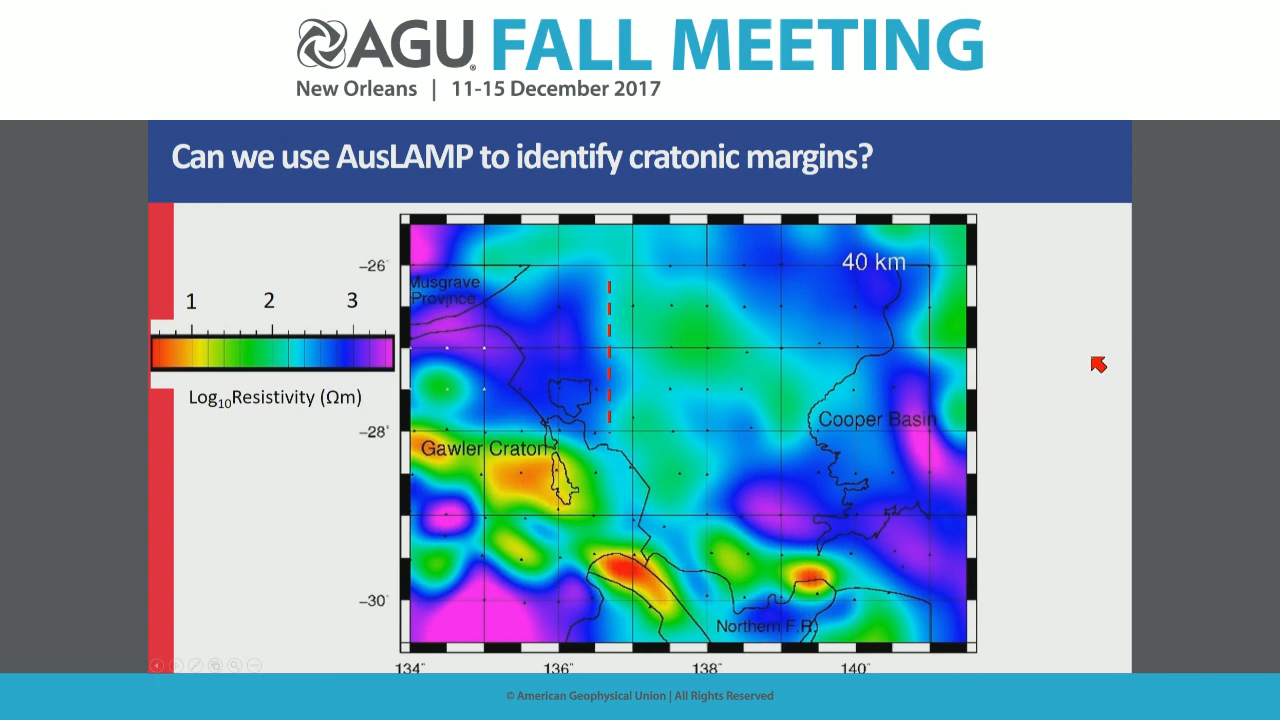 AGU FALL MEETING
New Orleans | 11-15 December 2017
Can we use AusLAMP to identify cratonic margins?
40 km
−26°
Musgrave
Province
1 2 3
Log10Resistivity (Ωm)
Cooper Basin
−28°
Gawler Craton
−30°
Northern F.R.
134° 136° 138° 140°
© American Geophysical Union | All Rights Reserved